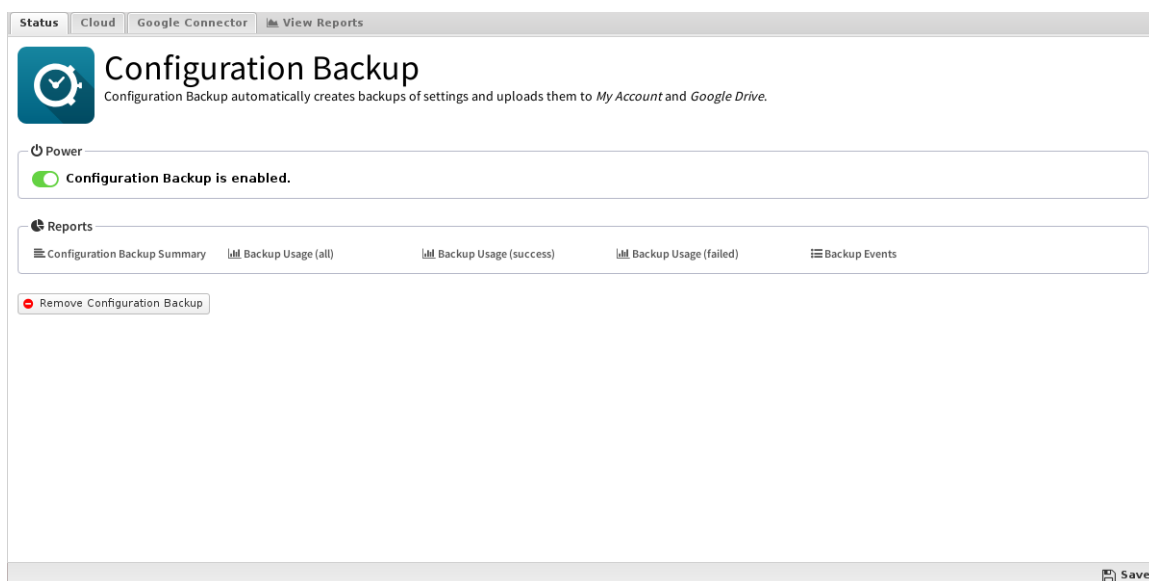 Status Cloud Google Connector View Reports
Configuration Backup
Configuration Backup automatically creates backups of settings and uploads them to My Account and Google Drive.
Power
Configuration Backup is enabled.
Reports
Configuration Backup Summary Backup Usage (all) Backup Usage (success) Backup Usage (failed) Backup Events
Remove Configuration Backup
Save